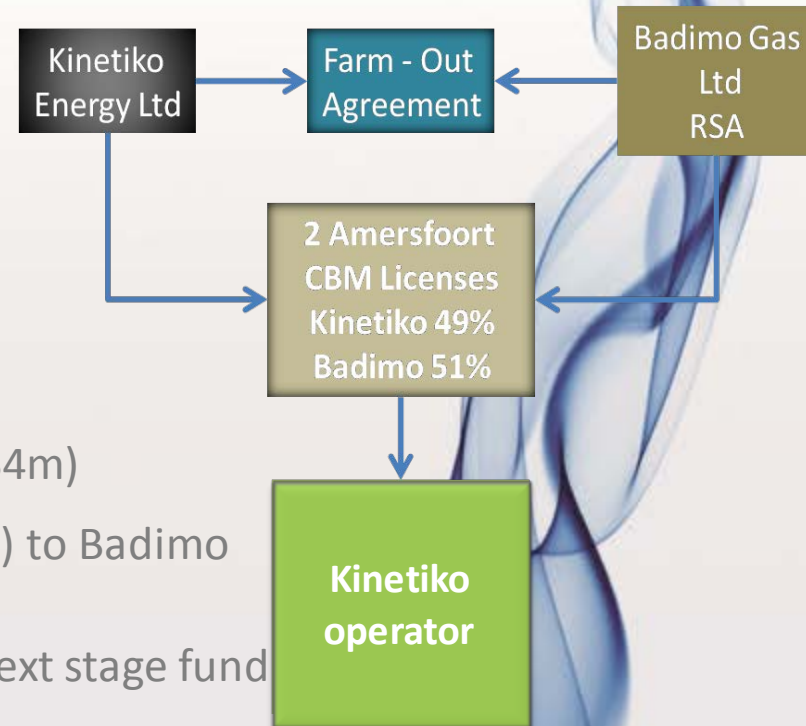 Kinetiko
Energy Ltd
Farm - Out
Agreement
Badimo Gas
Ltd
RSA
2 Amersfoort
CBM Licenses
Kinetiko 49%
Badimo 51%
4m)
) to Badimo
ext stage fund
Kinetiko
operator